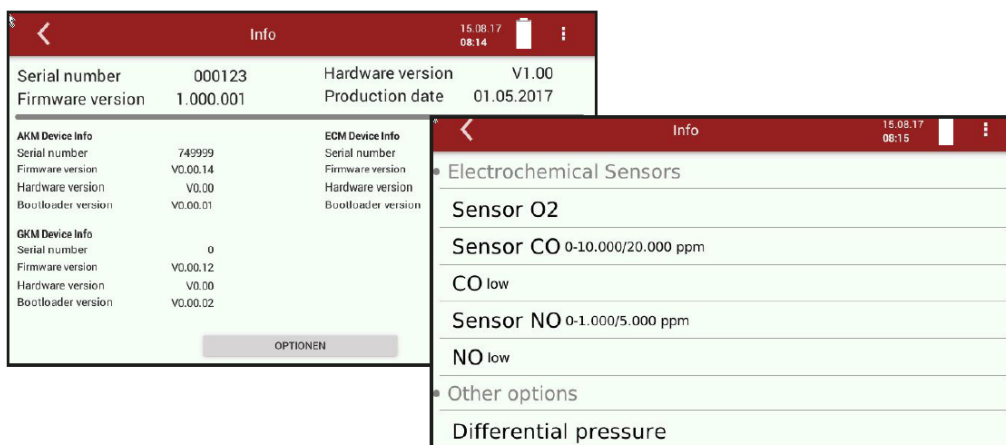 Info
15.08.17
08:14
Serial number 000123 Hardware version V1.00
Firmware version 1.000.001 Production date 01.05.2017
AKM Device Info ECM Device Info
Serial number 749999 Serial number
Firmware version V0.00.14 Firmware version
Hardware version V0.00 Hardware version
Bootloader version V0.00.01 Bootloader version
GKM Device Info
Serial number 0
Firmware version V0.00.12
Hardware version V0.00
Bootloader version V0.00.02
OPTIONEN
Info
15.08.17
08:15
Electrochemical Sensors
Sensor O2
Sensor CO 0-10.000/20.000 ppm
CO low
Sensor NO 0-1.000/5.000 ppm
NO low
Other options
Differential pressure